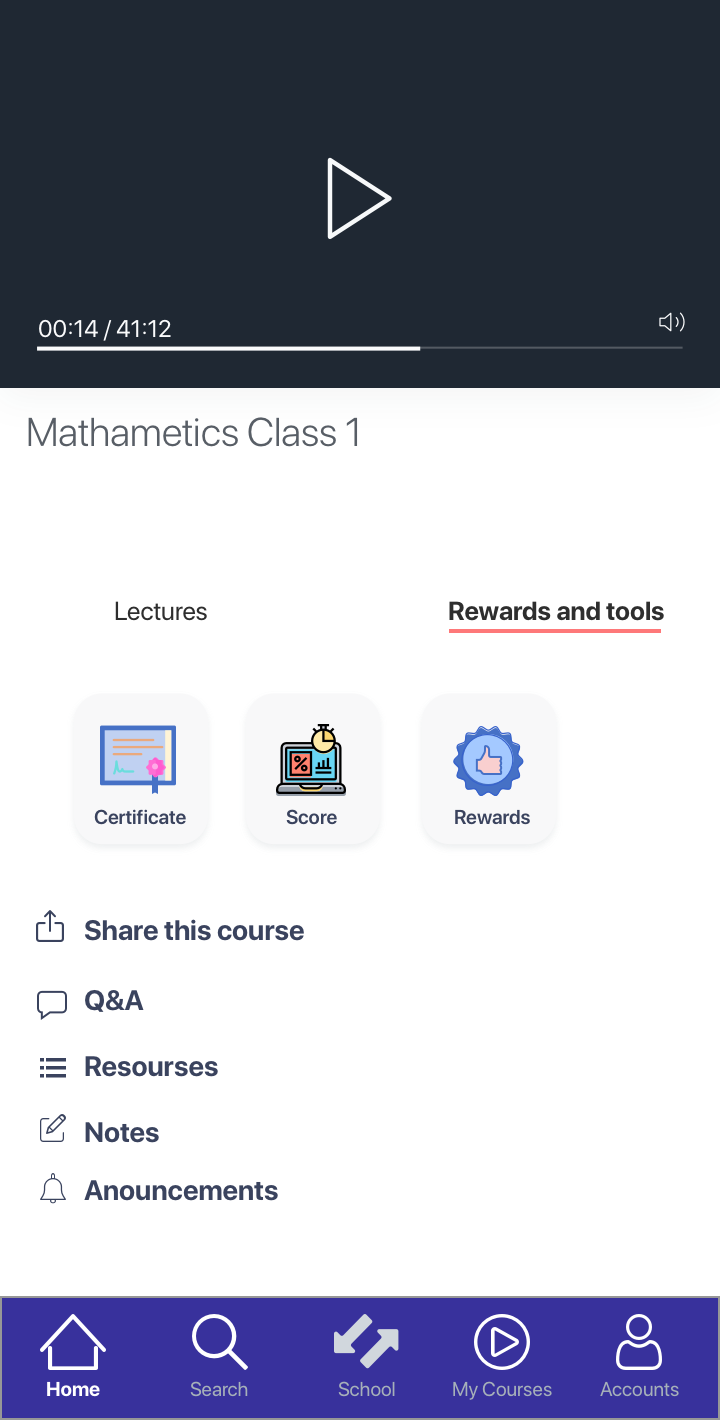 00:14 / 41:12
Mathametics Class 1
Lectures
Rewards and tools
Certificate
Score
Rewards
Share this course
Q&A
Resourses
Notes
Anouncements
Home
Search
School
My Courses
Accounts